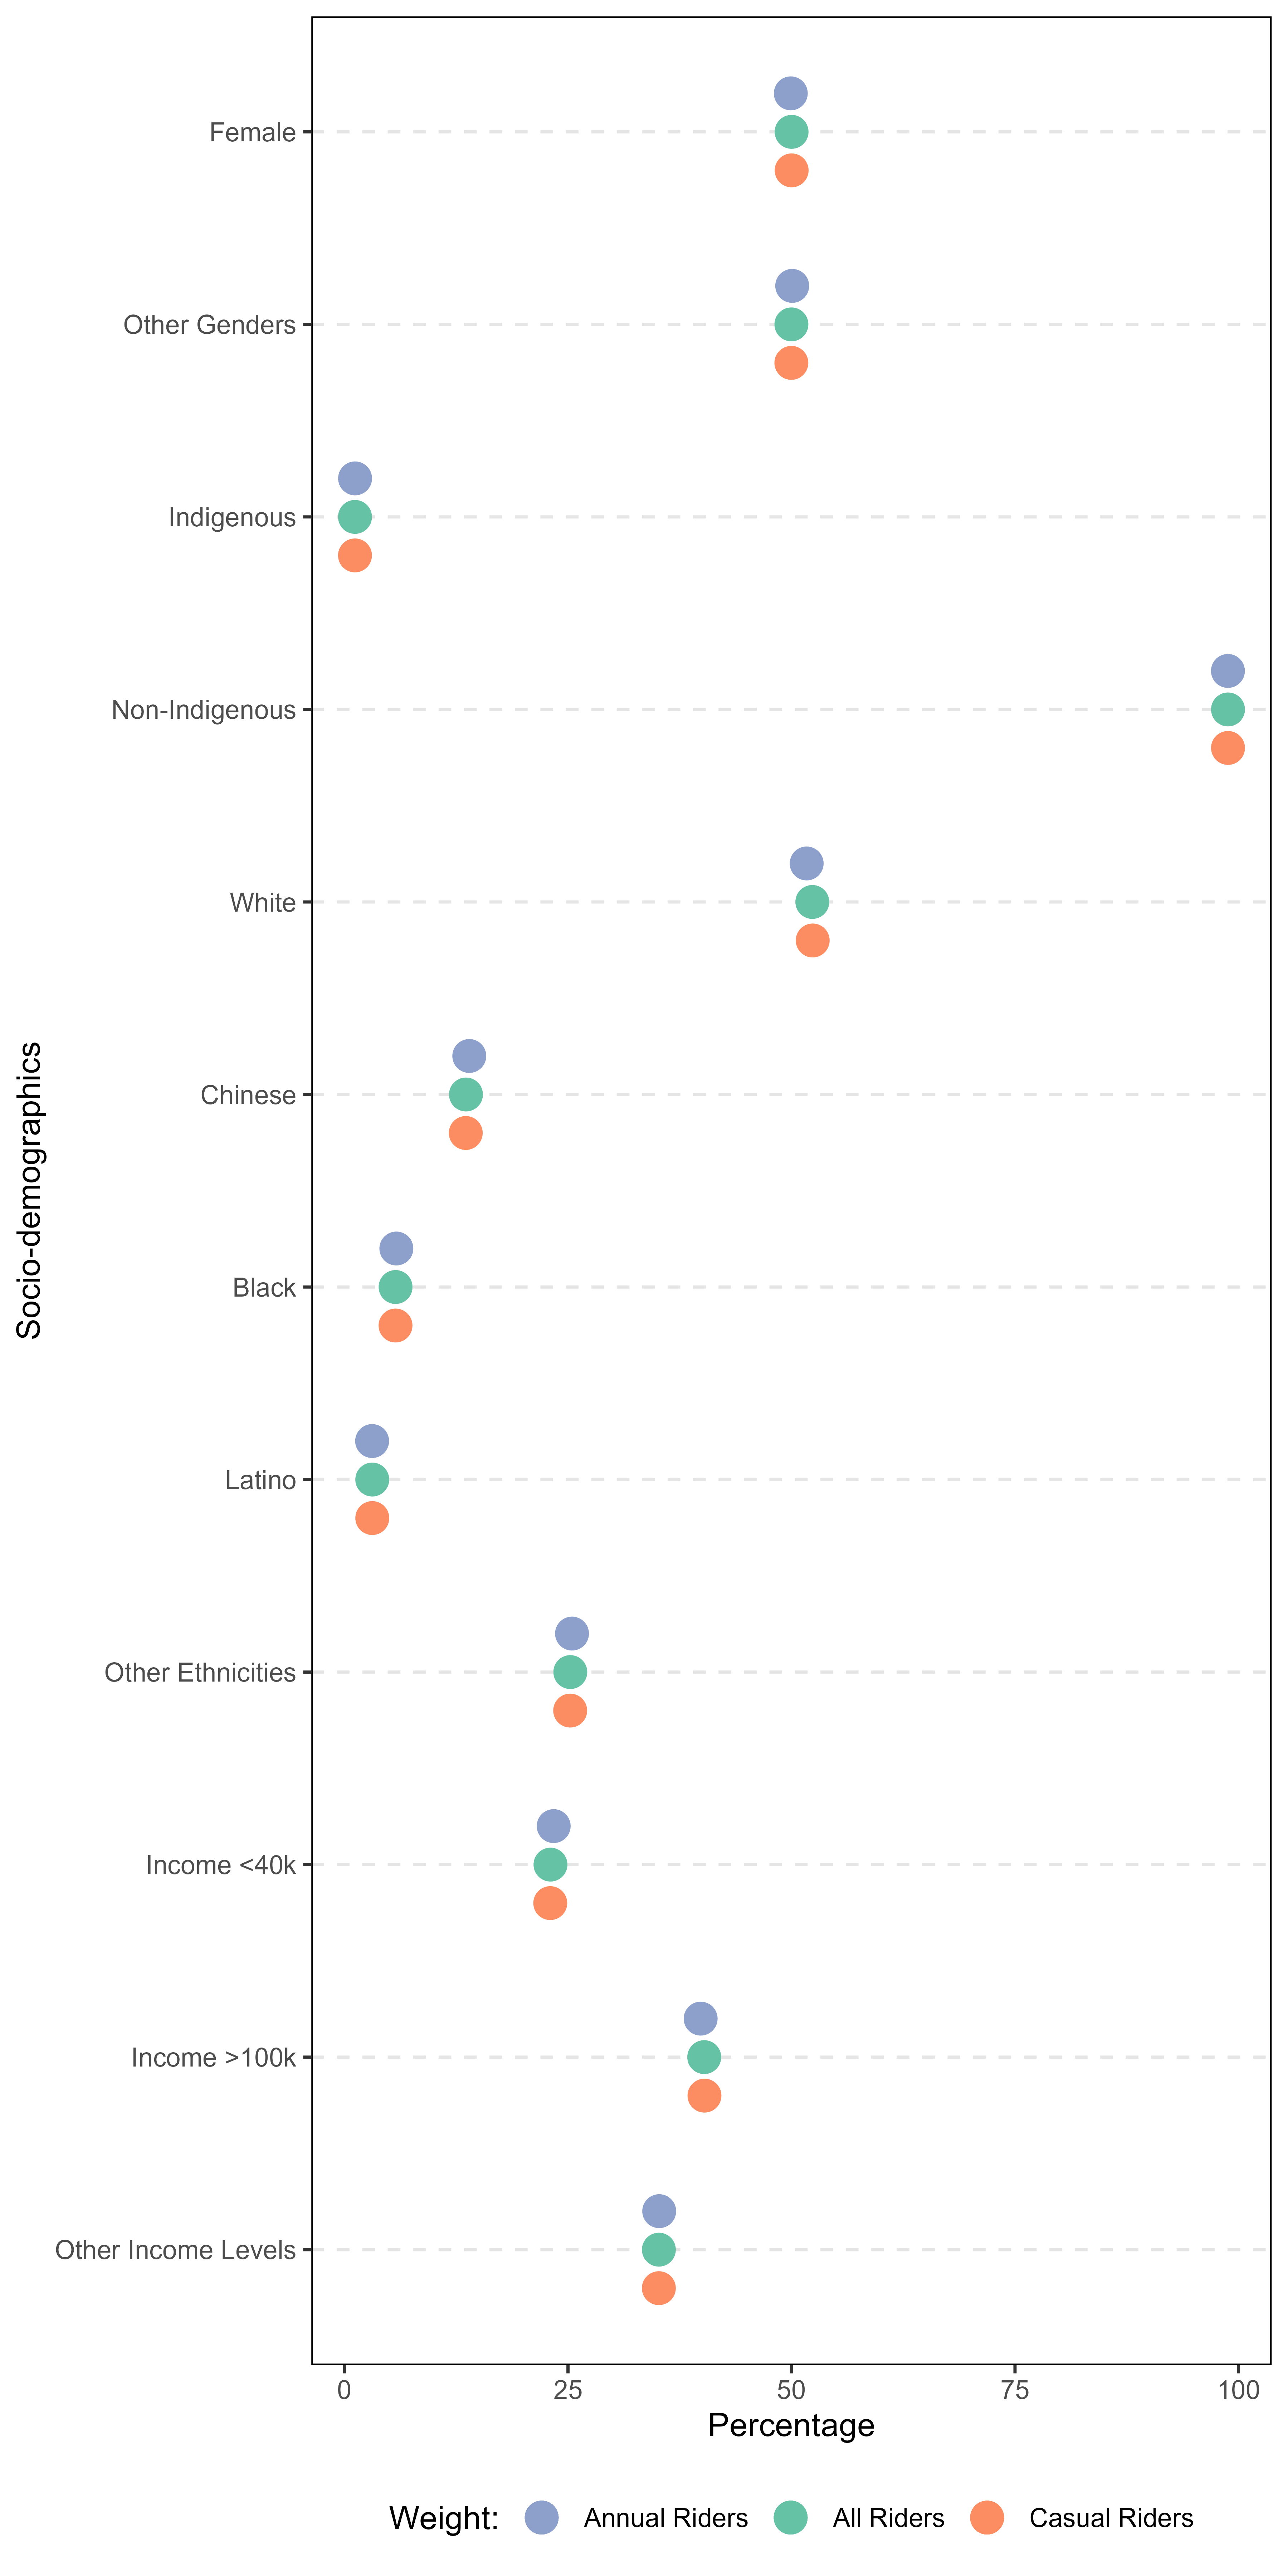 Female
Other Genders
Indigenous
Non-Indigenous
White
Chinese
Black
Latino
Other Ethnicities
Income <40k
Income >100k
Other Income Levels
Socio-demographics
0 25 50 75 100
Percentage
Weight: Annual Riders All Riders Casual Riders